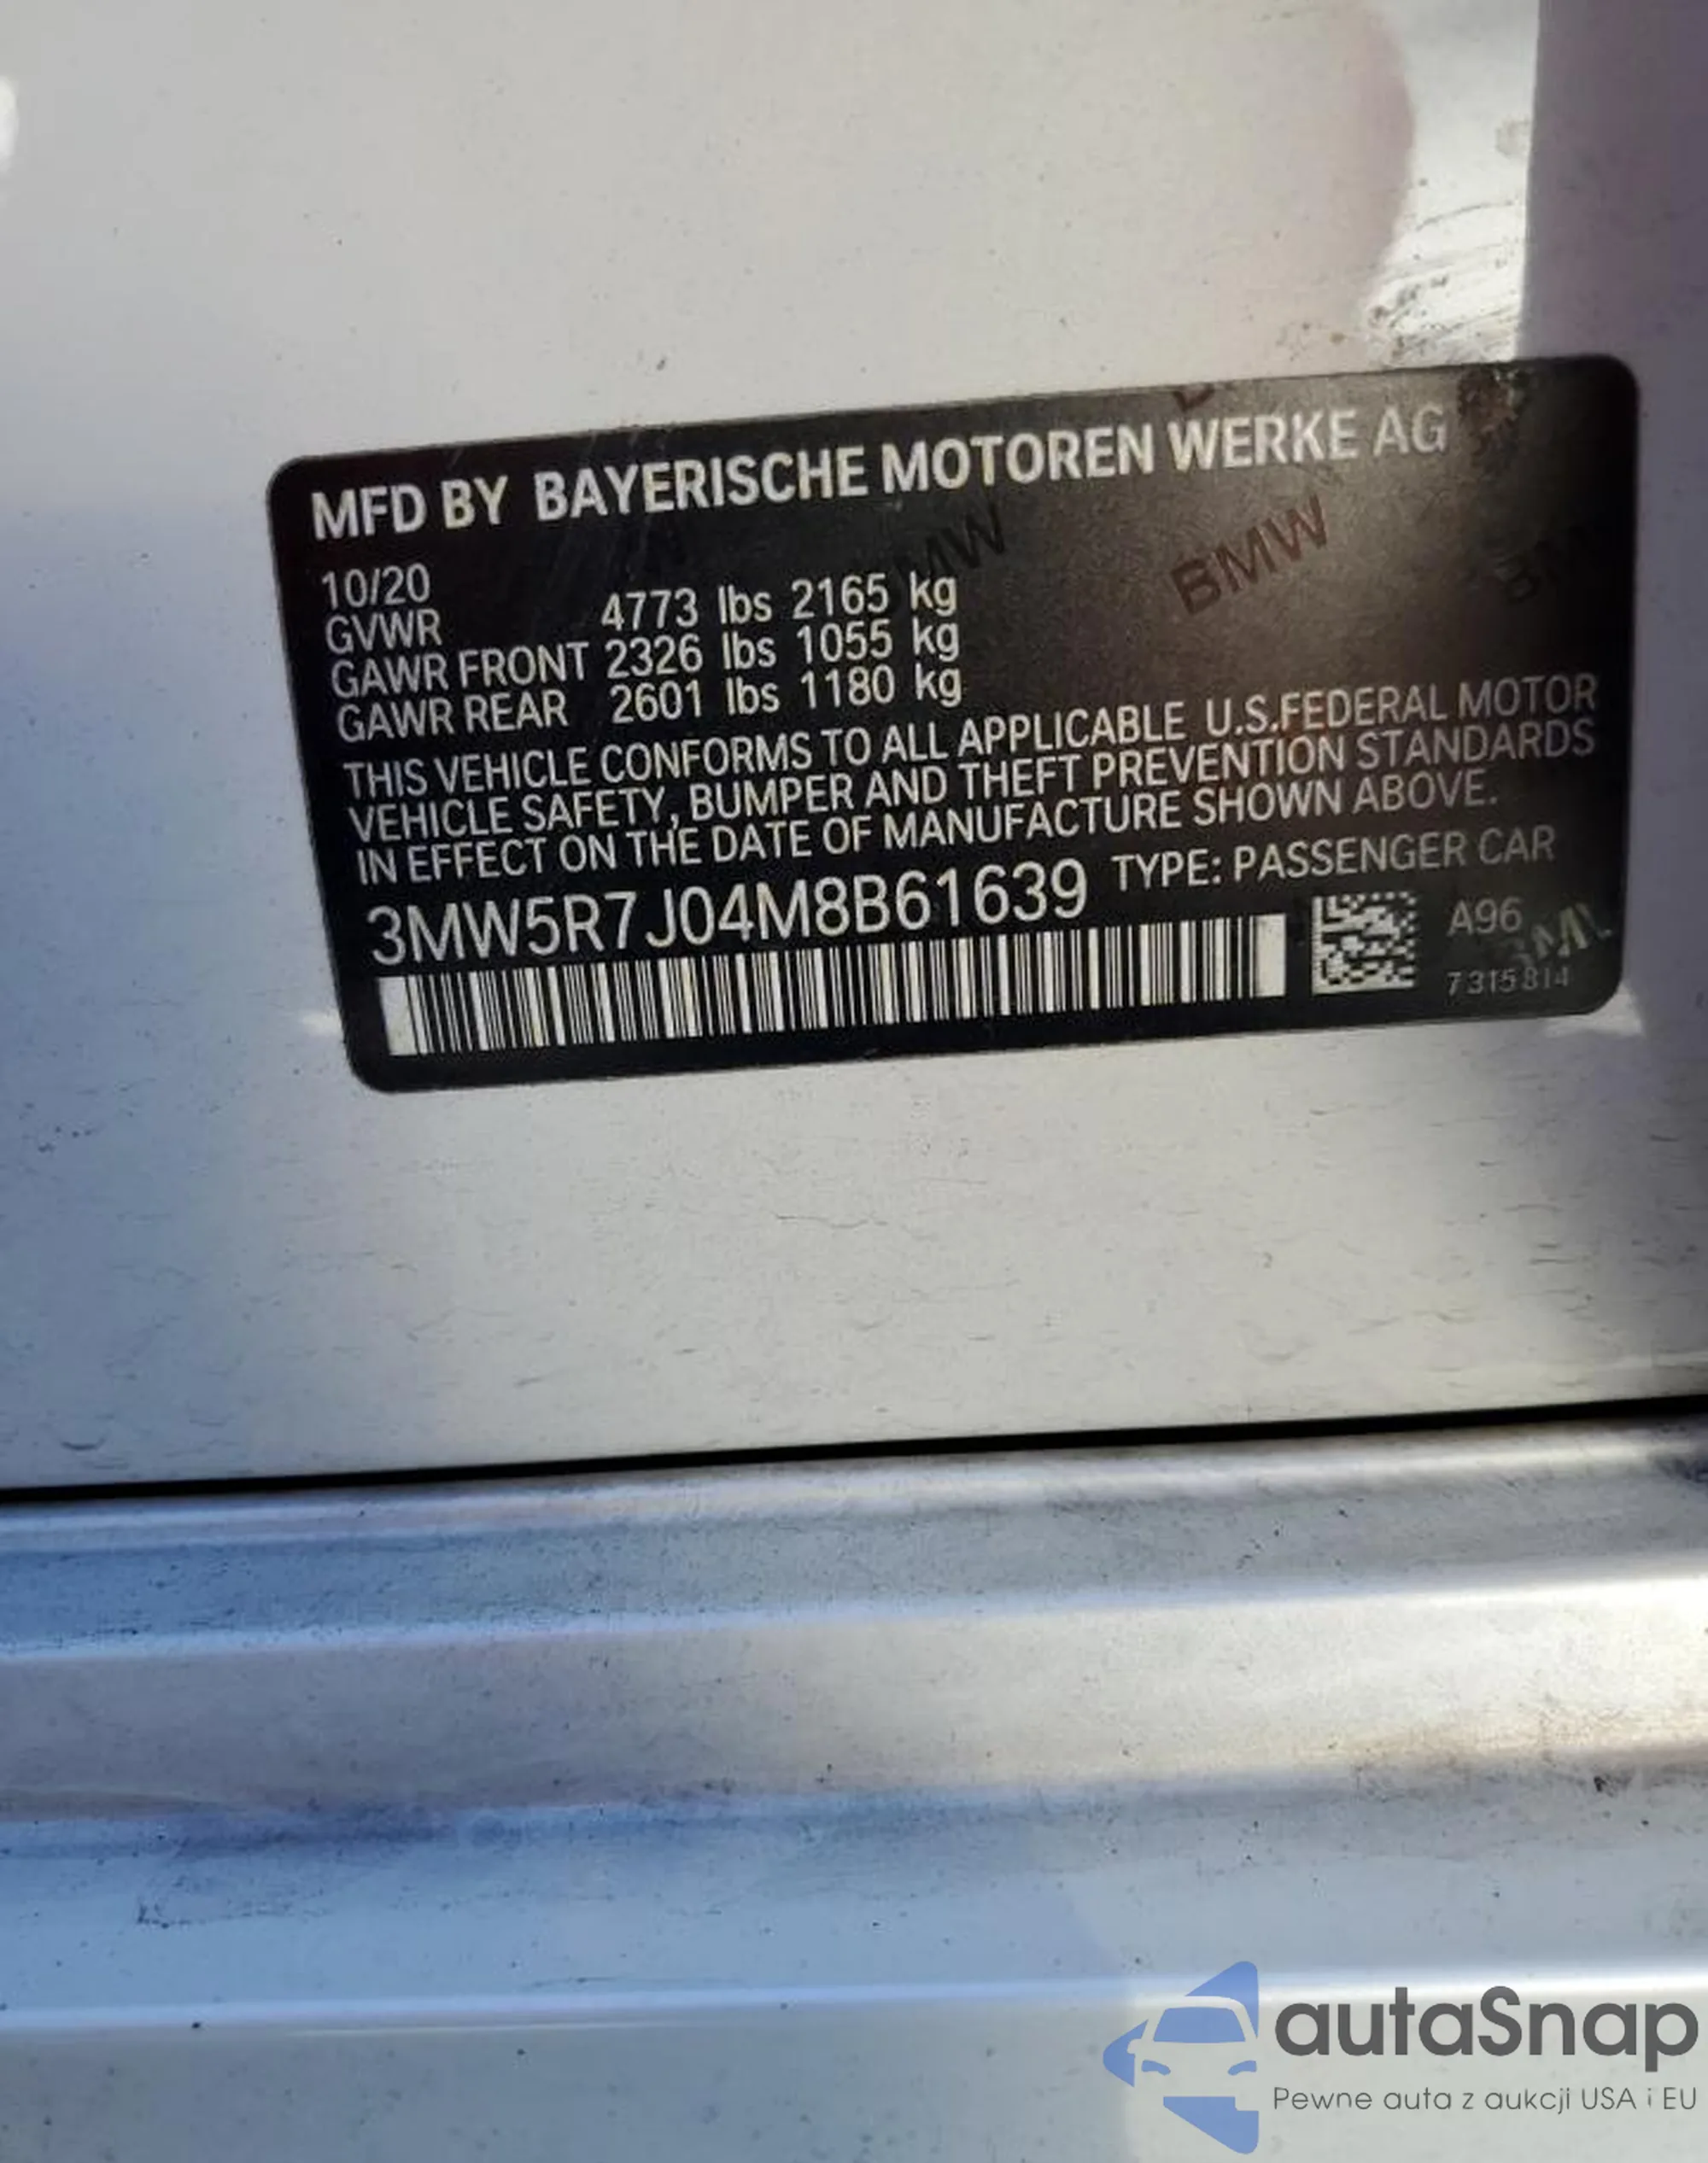 MFD BY BAYERISCHE MOTOREN WERKE AG
BMW
10/20
GVWR 4773 lbs 2165 kg
GAWR FRONT 2326 lbs 1055 kg
GAWR REAR 2601 lbs 1180 kg
THIS VEHICLE CONFORMS TO ALL APPLICABLE U.S.FEDERAL MOTOR
VEHICLE SAFETY, BUMPER AND THEFT PREVENTION STANDARDS
IN EFFECT ON THE DATE OF MANUFACTURE SHOWN ABOVE.
3MW5R7J04M8B61639 TYPE: PASSENGER CAR
A96
7315814
autaSnap
Pewne auta z aukcji USA i EU